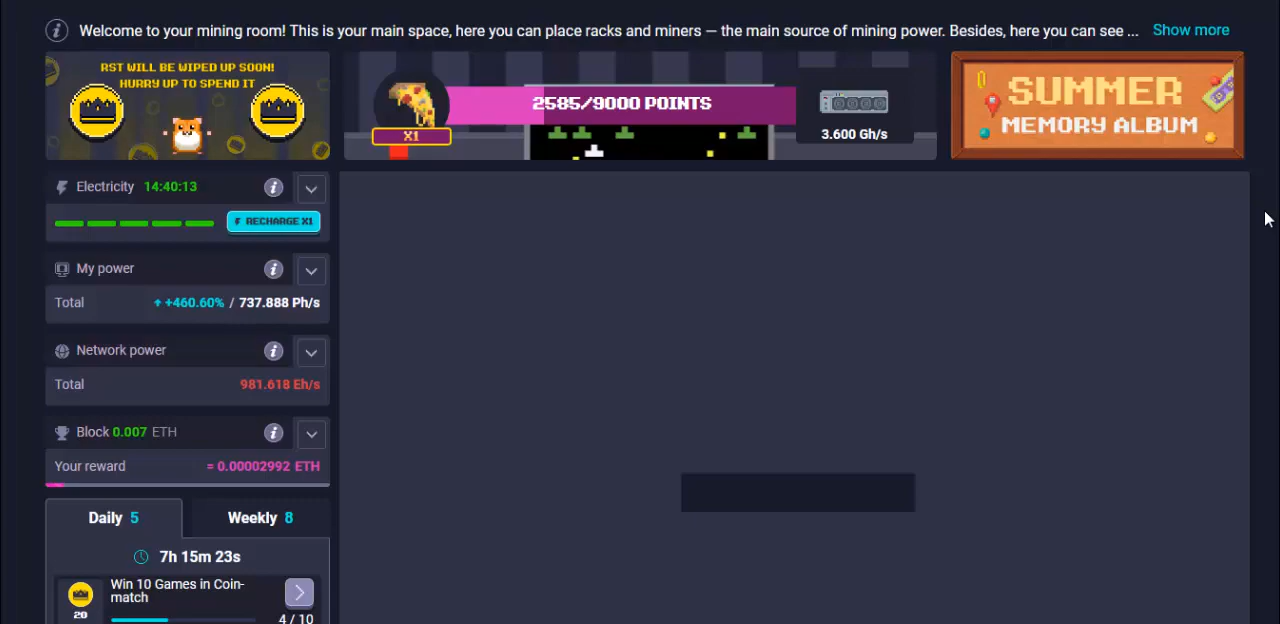 Welcome to your mining room! This is your main space, here you can place racks and miners — the main source of mining power. Besides, here you can see ... Show more
RST WILL BE WIPED UP SOON!
HURRY UP TO SPEND IT
X1
2585/9000 POINTS
3.600 Gh/s
SUMMER
MEMORY ALBUM
Electricity 14:40:13
RECHARGE X1
My power
Total +460.60% / 737.888 Ph/s
Network power
Total 981.618 Eh/s
Block 0.007 ETH
Your reward = 0.00002992 ETH
Daily 5 Weekly 8
7h 15m 23s
Win 10 Games in Coin-
match
20
4 / 10